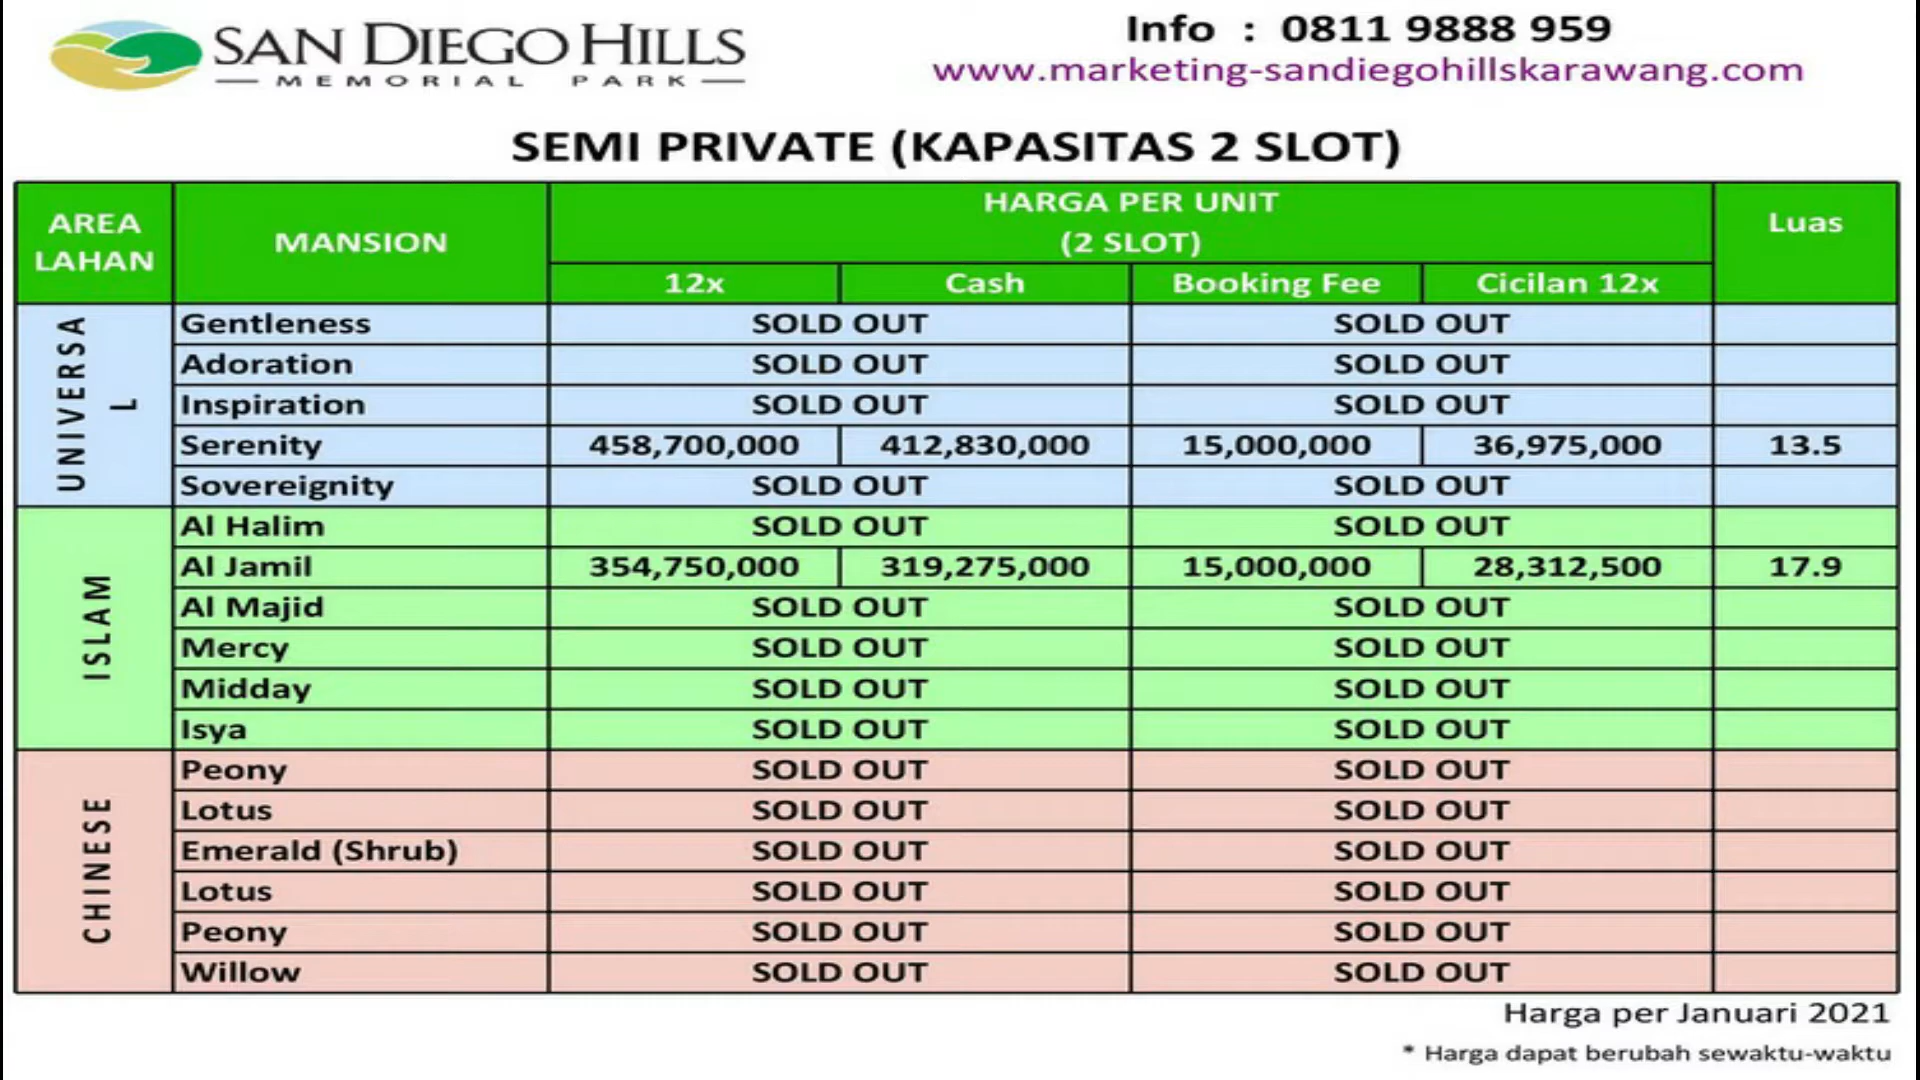 SAN DIEGO HILLS
MEMORIAL PARK
Info : 0811 9888 959
www.marketing-sandiegohillskarawang.com
SEMI PRIVATE (KAPASITAS 2 SLOT)
AREA LAHAN MANSION HARGA PER UNIT (2 SLOT) Luas
12x Cash Booking Fee Cicilan 12x
UNIVERSAL
Gentleness SOLD OUT SOLD OUT
Adoration SOLD OUT SOLD OUT
Inspiration SOLD OUT SOLD OUT
Serenity 458,700,000 412,830,000 15,000,000 36,975,000 13.5
Sovereignity SOLD OUT SOLD OUT
ISLAM
Al Halim SOLD OUT SOLD OUT
Al Jamil 354,750,000 319,275,000 15,000,000 28,312,500 17.9
Al Majid SOLD OUT SOLD OUT
Mercy SOLD OUT SOLD OUT
Midday SOLD OUT SOLD OUT
Isya SOLD OUT SOLD OUT
CHINESE
Peony SOLD OUT SOLD OUT
Lotus SOLD OUT SOLD OUT
Emerald (Shrub) SOLD OUT SOLD OUT
Lotus SOLD OUT SOLD OUT
Peony SOLD OUT SOLD OUT
Willow SOLD OUT SOLD OUT
Harga per Januari 2021
* Harga dapat berubah sewaktu-waktu